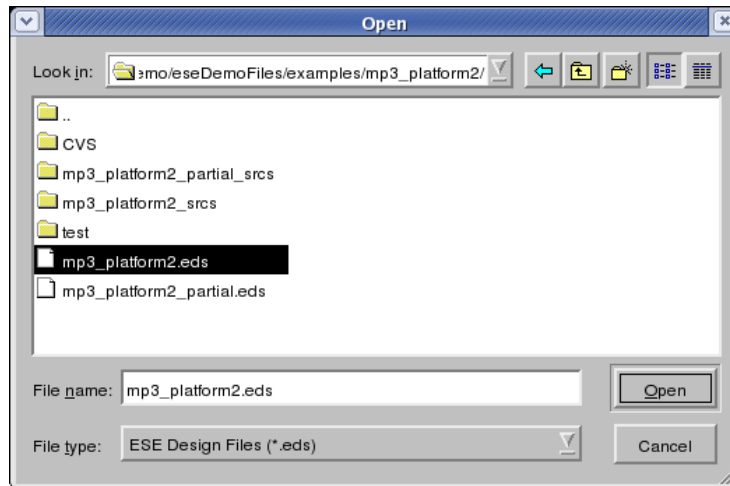 Open
Look in: emo/eseDemoFiles/examples/mp3_platform2/
..
CVS
mp3_platform2_partial_srcs
mp3_platform2_srcs
test
mp3_platform2.eds
mp3_platform2_partial.eds
File name: mp3_platform2.eds Open
File type: ESE Design Files (*.eds) Cancel